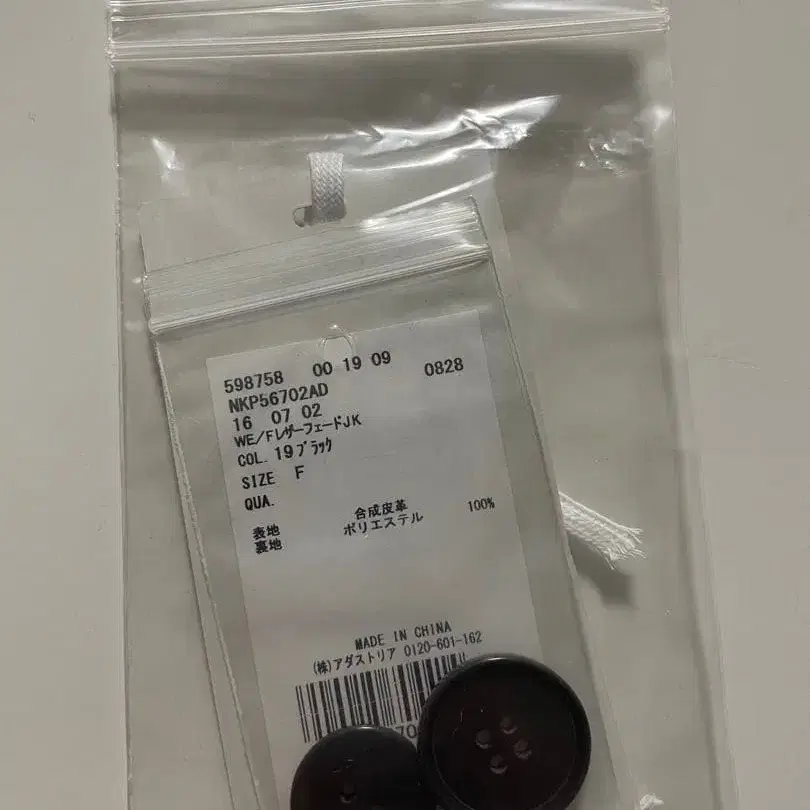 598758 00 19 09 0828
NKP56702AD
16 07 02
WE/FレザーフェードJK
COL. 19ブラック
SIZE F
QUA.
表地 合成皮革
裏地 ポリエステル 100%
MADE IN CHINA
(株)アダストリア 0120-601-162